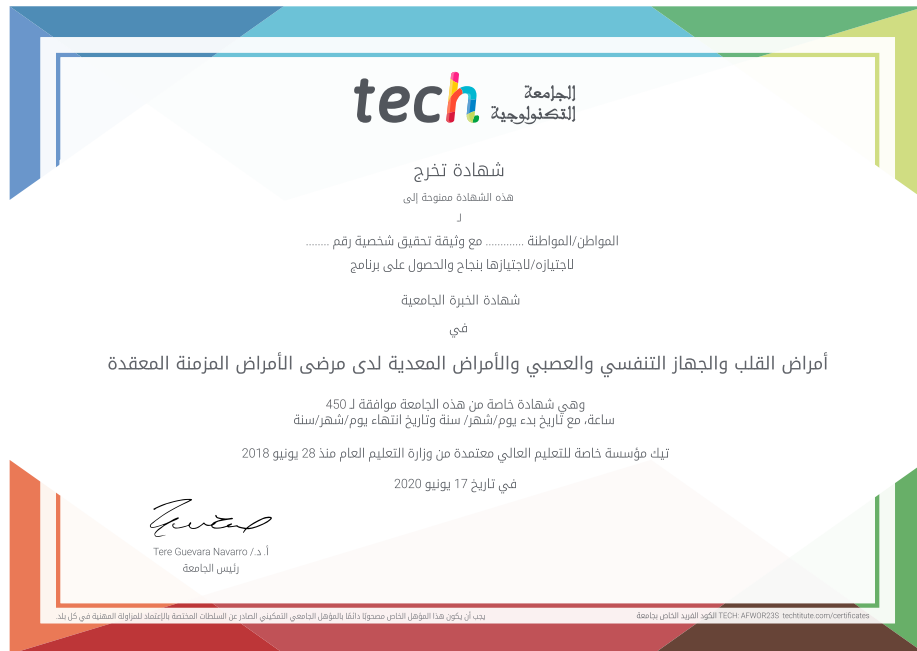 tech الجامعة
التكنولوجية
شهادة تخرج
هذه الشهادة ممنوحة إلى
لـ
المواطن/المواطنة ............. مع وثيقة تحقيق شخصية رقم ........
لاجتيازه/لاجتيازها بنجاح والحصول على برنامج
شهادة الخبرة الجامعية
في
أمراض القلب والجهاز التنفسي والعصبي والأمراض المعدية لدى مرضى الأمراض المزمنة المعقدة
وهي شهادة خاصة من هذه الجامعة موافقة لـ 450
ساعة، مع تاريخ بدء يوم/شهر/ سنة وتاريخ انتهاء يوم/شهر/سنة
تيك مؤسسة خاصة للتعليم العالي معتمدة من وزارة التعليم العام منذ 28 يونيو 2018
في تاريخ 17 يونيو 2020
أ. د./ Tere Guevara Navarro
رئيس الجامعة
يجب أن يكون هذا المؤهل الخاص مصحوبًا دائمًا بالمؤهل الجامعي التمكيني الصادر عن السلطات المختصة بالإعتماد للمزاولة المهنية في كل بلد.
الكود الفريد الخاص بجامعة TECH: AFWOR23S techtitute.com/certificates